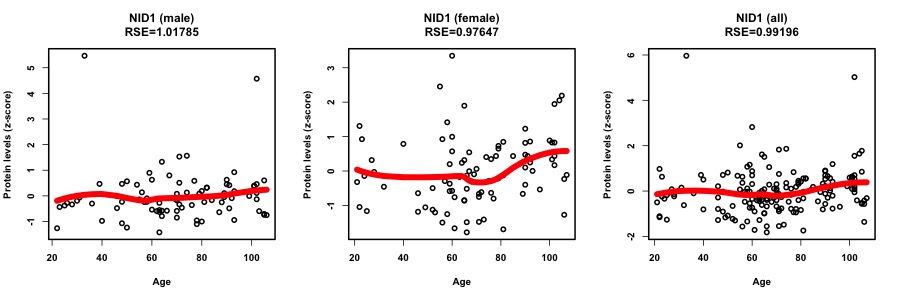 NID1 (male)
RSE=1.01785
Protein levels (z-score)
5
4
3
2
1
0
-1
20 40 60 80 100
Age
NID1 (female)
RSE=0.97647
Protein levels (z-score)
3
2
1
0
-1
20 40 60 80 100
Age
NID1 (all)
RSE=0.99196
Protein levels (z-score)
6
4
2
0
-2
20 40 60 80 100
Age